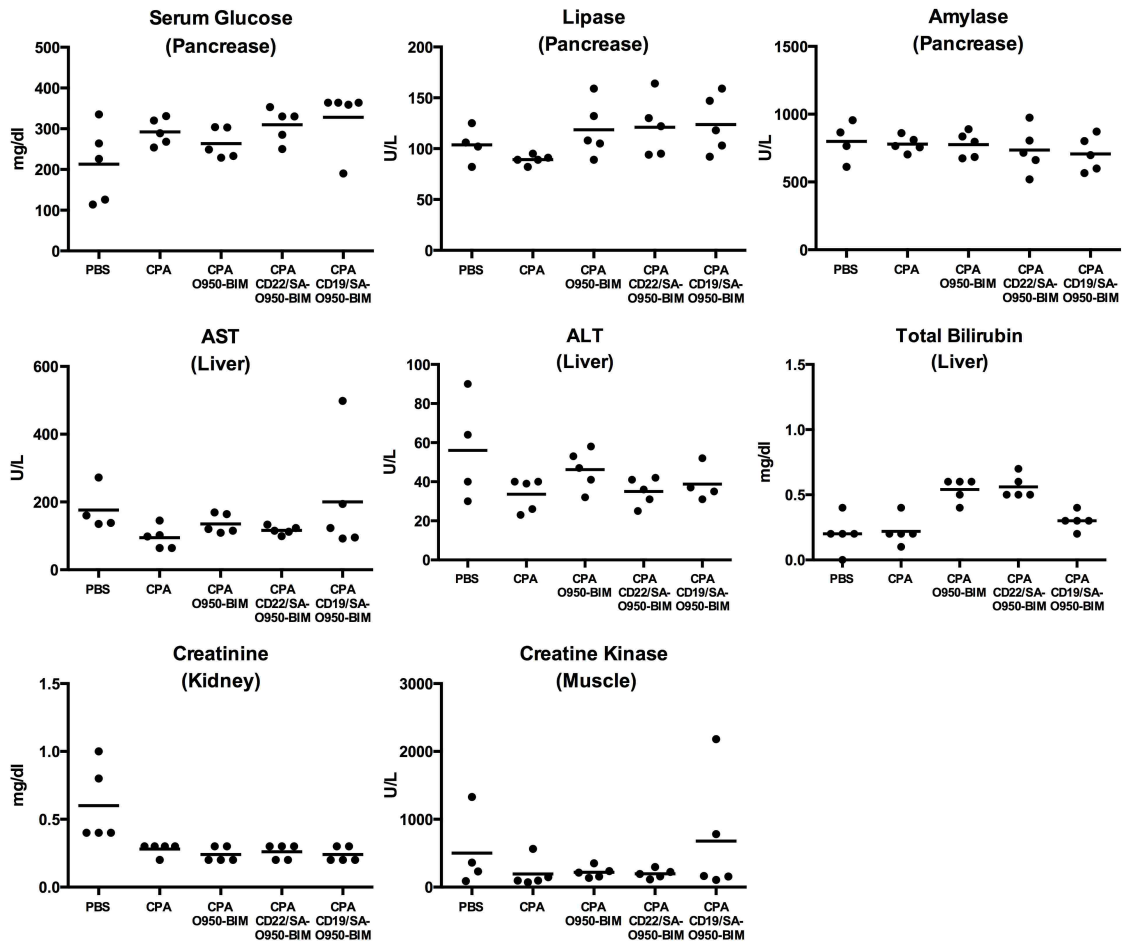 Serum Glucose
(Pancrease)
500
400
300
200
100
0
mg/dl
PBS
CPA
CPA
O950-BIM
CPA
CD22/SA-
O950-BIM
CPA
CD19/SA-
O950-BIM
Lipase
(Pancrease)
200
150
100
50
0
U/L
PBS
CPA
CPA
O950-BIM
CPA
CD22/SA-
O950-BIM
CPA
CD19/SA-
O950-BIM
Amylase
(Pancrease)
1500
1000
500
0
U/L
PBS
CPA
CPA
O950-BIM
CPA
CD22/SA-
O950-BIM
CPA
CD19/SA-
O950-BIM
AST
(Liver)
600
400
200
0
U/L
PBS
CPA
CPA
O950-BIM
CPA
CD22/SA-
O950-BIM
CPA
CD19/SA-
O950-BIM
ALT
(Liver)
100
80
60
40
20
0
U/L
PBS
CPA
CPA
O950-BIM
CPA
CD22/SA-
O950-BIM
CPA
CD19/SA-
O950-BIM
Total Bilirubin
(Liver)
1.5
1.0
0.5
0.0
mg/dl
PBS
CPA
CPA
O950-BIM
CPA
CD22/SA-
O950-BIM
CPA
CD19/SA-
O950-BIM
Creatinine
(Kidney)
1.5
1.0
0.5
0.0
mg/dl
PBS
CPA
CPA
O950-BIM
CPA
CD22/SA-
O950-BIM
CPA
CD19/SA-
O950-BIM
Creatine Kinase
(Muscle)
3000
2000
1000
0
U/L
PBS
CPA
CPA
O950-BIM
CPA
CD22/SA-
O950-BIM
CPA
CD19/SA-
O950-BIM